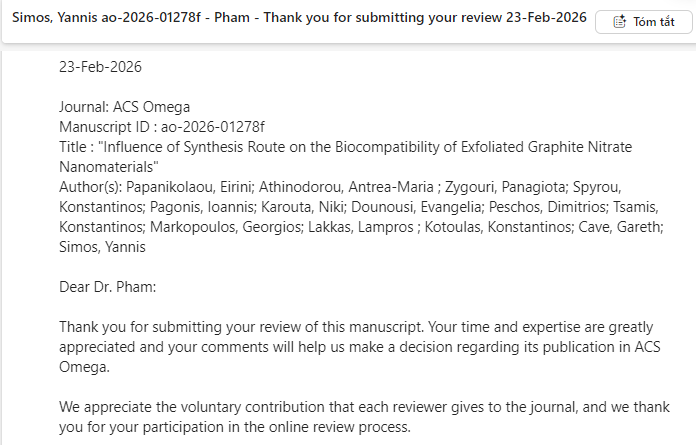 Simos, Yannis ao-2026-01278f - Pham - Thank you for submitting your review 23-Feb-2026
Tóm tắt
23-Feb-2026
Journal: ACS Omega
Manuscript ID : ao-2026-01278f
Title : "Influence of Synthesis Route on the Biocompatibility of Exfoliated Graphite Nitrate
Nanomaterials"
Author(s): Papanikolaou, Eirini; Athinodorou, Antrea-Maria ; Zygouri, Panagiota; Spyrou,
Konstantinos; Pagonis, Ioannis; Karouta, Niki; Dounousi, Evangelia; Peschos, Dimitrios; Tsamis,
Konstantinos; Markopoulos, Georgios; Lakkas, Lampros ; Kotoulas, Konstantinos; Cave, Gareth;
Simos, Yannis
Dear Dr. Pham:
Thank you for submitting your review of this manuscript. Your time and expertise are greatly
appreciated and your comments will help us make a decision regarding its publication in ACS
Omega.
We appreciate the voluntary contribution that each reviewer gives to the journal, and we thank
you for your participation in the online review process.